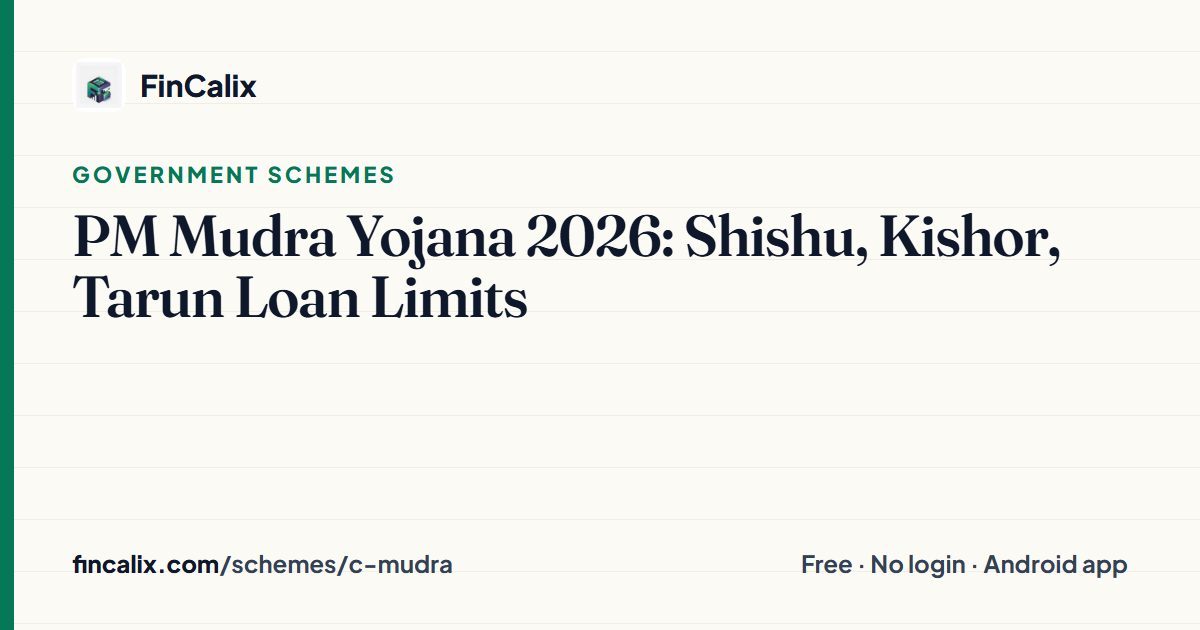 FinCalix
GOVERNMENT SCHEMES
PM Mudra Yojana 2026: Shishu, Kishor,
Tarun Loan Limits
fincalix.com/schemes/c-mudra
Free · No login · Android app